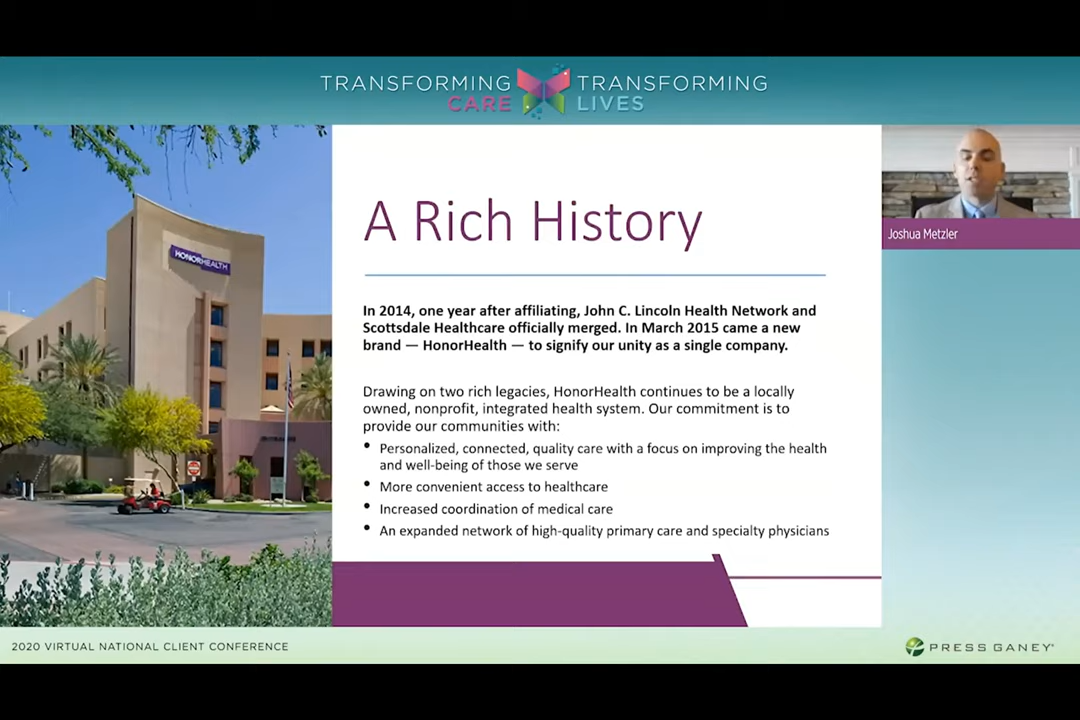 TRANSFORMING TRANSFORMING
CARE LIVES
HONORHEALTH
A Rich History
Joshua Metzler
In 2014, one year after affiliating, John C. Lincoln Health Network and
Scottsdale Healthcare officially merged. In March 2015 came a new
brand — HonorHealth — to signify our unity as a single company.
Drawing on two rich legacies, HonorHealth continues to be a locally
owned, nonprofit, integrated health system. Our commitment is to
provide our communities with:
• Personalized, connected, quality care with a focus on improving the health
and well-being of those we serve
• More convenient access to healthcare
• Increased coordination of medical care
• An expanded network of high-quality primary care and specialty physicians
2020 VIRTUAL NATIONAL CLIENT CONFERENCE
PRESS GANEY